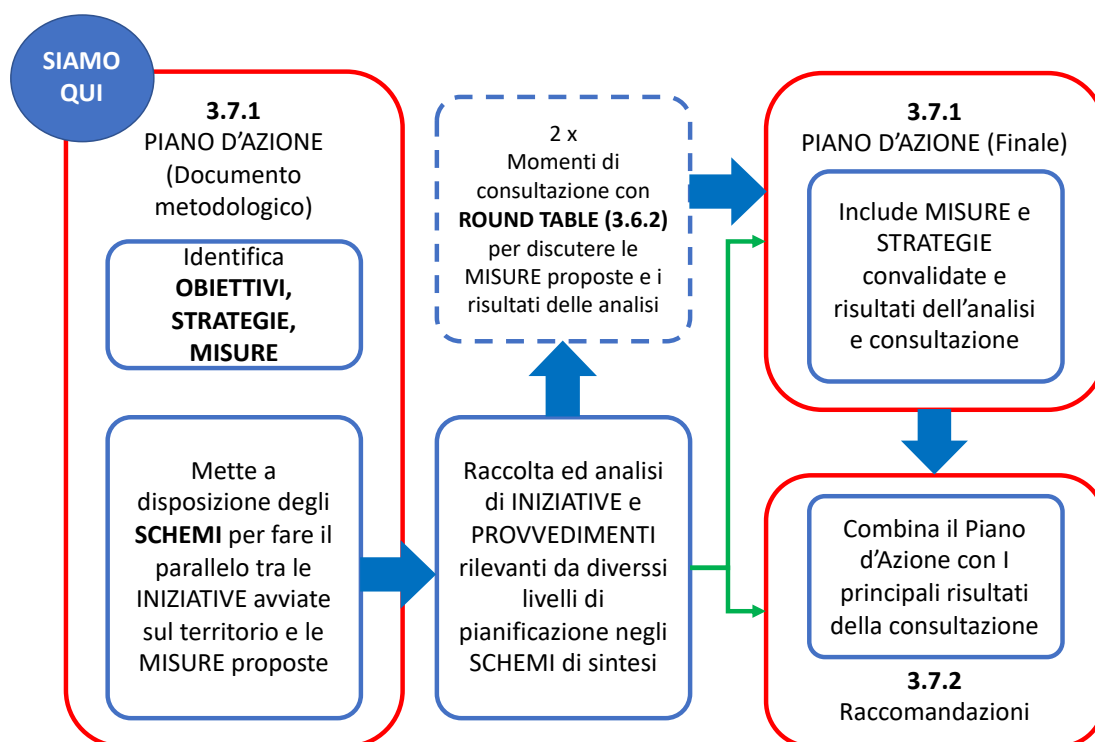 SIAMO
QUI
3.7.1
PIANO D'AZIONE
(Documento
metodologico)
Identifica
OBIETTIVI,
STRATEGIE,
MISURE
Mette a
disposizione degli
SCHEMI per fare il
parallelo tra le
INIZIATIVE avviate
sul territorio e le
MISURE proposte
2 x
Momenti di
consultazione con
ROUND TABLE (3.6.2)
per discutere le
MISURE proposte e i
risultati delle analisi
Raccolta ed analisi
di INIZIATIVE e
PROVVEDIMENTI
rilevanti da diverssi
livelli di
pianificazione negli
SCHEMI di sintesi
3.7.1
PIANO D'AZIONE (Finale)
Include MISURE e
STRATEGIE
convalidate e
risultati dell'analisi
e consultazione
Combina il Piano
d'Azione con I
principali risultati
della consultazione
3.7.2
Raccomandazioni